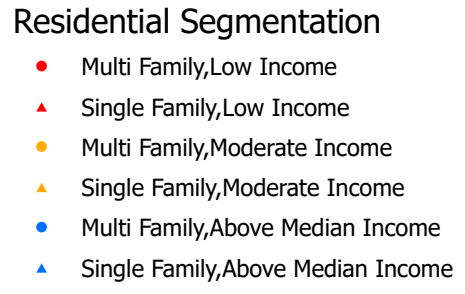 Residential Segmentation
Multi Family,Low Income
Single Family,Low Income
Multi Family,Moderate Income
Single Family,Moderate Income
Multi Family,Above Median Income
Single Family,Above Median Income